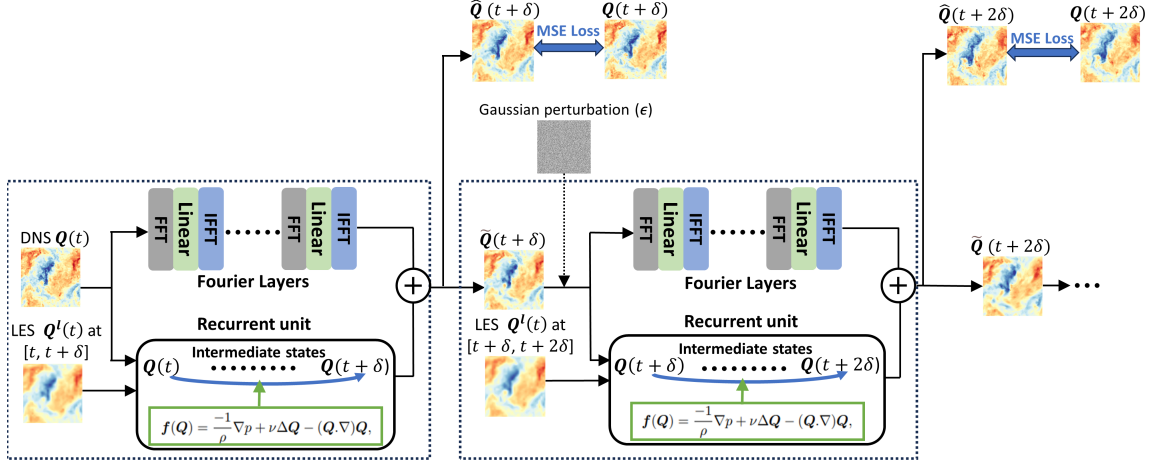 Q̂ (t + δ)
Q(t + δ)
MSE Loss
Q̂(t + 2δ)
Q(t + 2δ)
MSE Loss
Gaussian perturbation (ϵ)
DNS Q(t)
FFT
Linear
IFFT
FFT
Linear
IFFT
Fourier Layers
+
LES Qˡ(t) at
[t, t + δ]
Recurrent unit
Intermediate states
Q(t)
Q(t + δ)
f(Q) = -1/ρ ∇p + νΔQ − (Q.∇)Q,
Q̃(t + δ)
FFT
Linear
IFFT
FFT
Linear
IFFT
Fourier Layers
+
LES Qˡ(t) at
[t + δ, t + 2δ]
Recurrent unit
Intermediate states
Q(t + δ)
Q(t + 2δ)
f(Q) = -1/ρ ∇p + νΔQ − (Q.∇)Q,
Q̃ (t + 2δ)